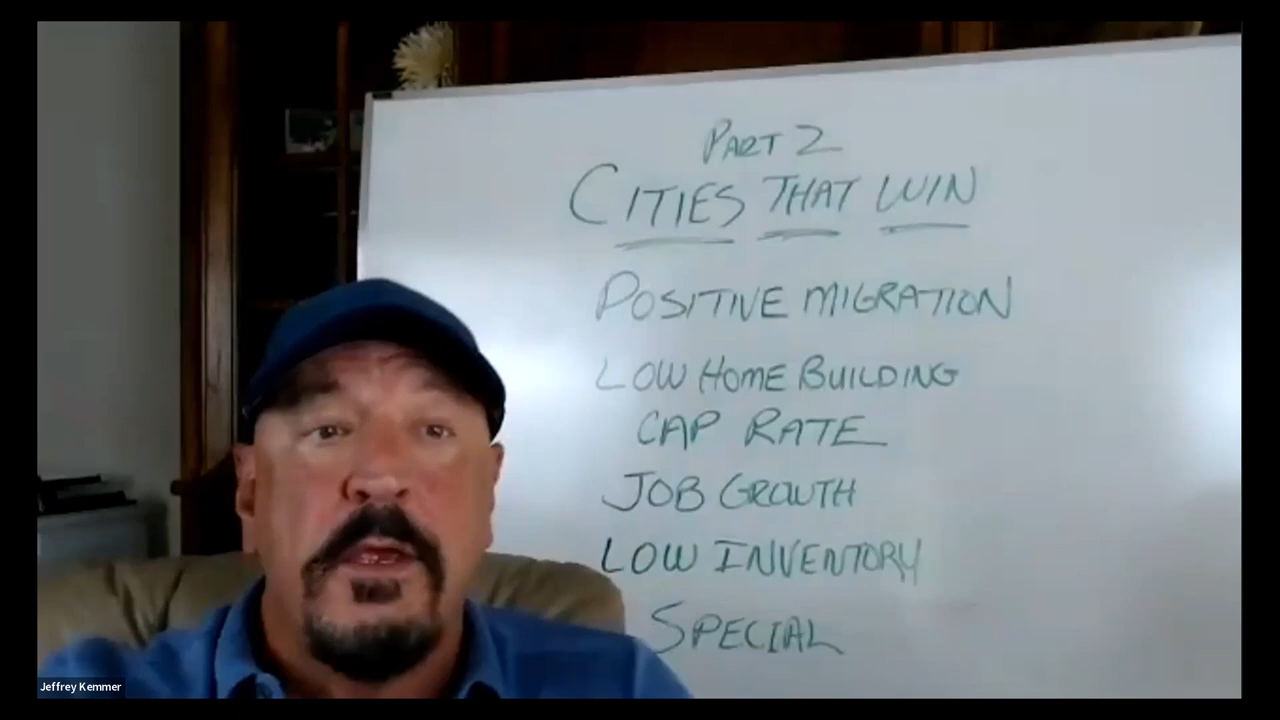 PART 2
CITIES THAT WIN
POSITIVE MIGRATION
LOW HOME BUILDING
CAP RATE
JOB GROWTH
LOW INVENTORY
SPECIAL
Jeffrey Kemmer